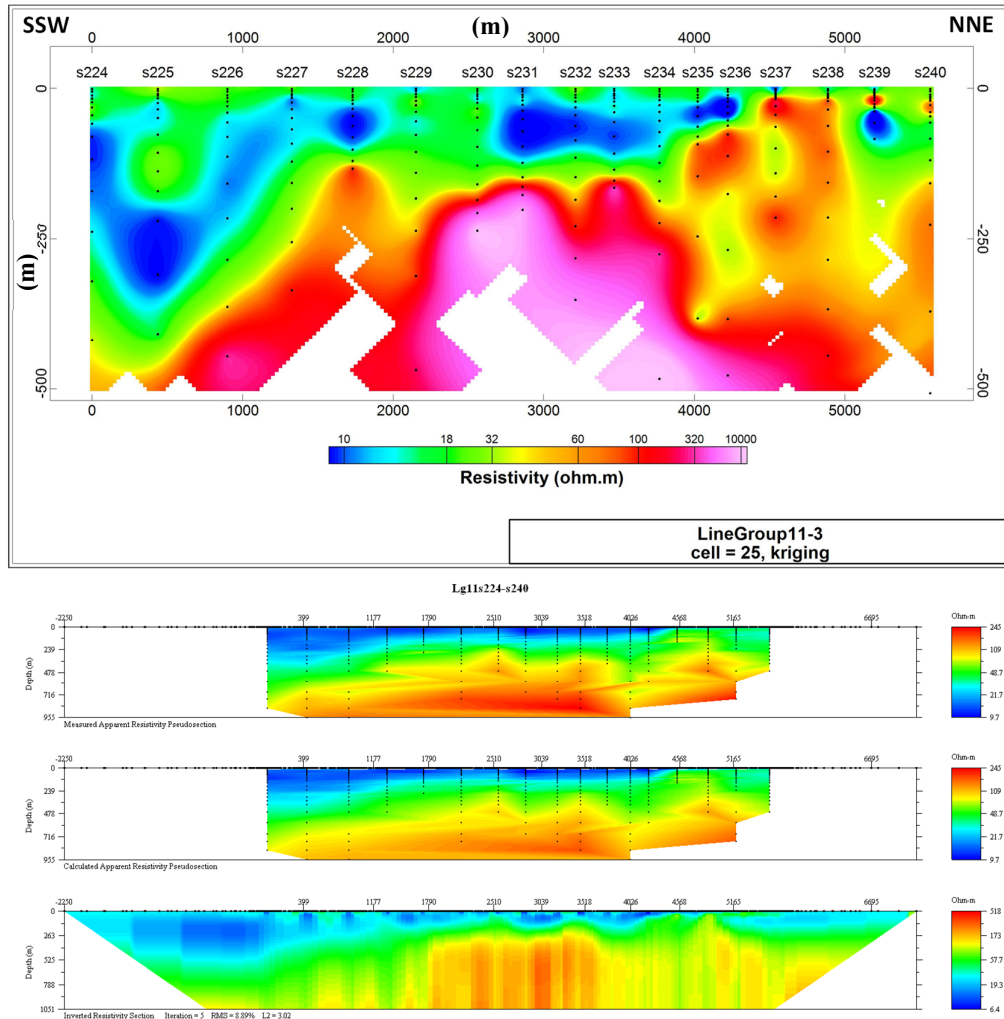 SSW (m) NNE
0 1000 2000 3000 4000 5000
s224 s225 s226 s227 s228 s229 s230 s231 s232 s233 s234 s235 s236 s237 s238 s239 s240
0 0
-250 -250
(m)
-500 -500
0 1000 2000 3000 4000 5000
10 18 32 60 100 320 10000
Resistivity (ohm.m)
LineGroup11-3
cell = 25, kriging
Lg11s224-s240
-2250 399 1177 1790 2510 3039 3518 4026 4568 5165 6695
Ohm-m
Depth (m)
0
239
478
716
955
245
109
48.7
21.7
9.7
Measured Apparent Resistivity Pseudosection
-2250 399 1177 1790 2510 3039 3518 4026 4568 5165 6695
Ohm-m
Depth (m)
0
239
478
716
955
245
109
48.7
21.7
9.7
Calculated Apparent Resistivity Pseudosection
-2250 399 1177 1790 2510 3039 3518 4026 4568 5165 6695
Ohm-m
Depth (m)
0
263
525
788
1051
518
173
57.7
19.3
6.4
Inverted Resistivity Section Iteration = 5 RMS = 8.89% L2 = 3.02